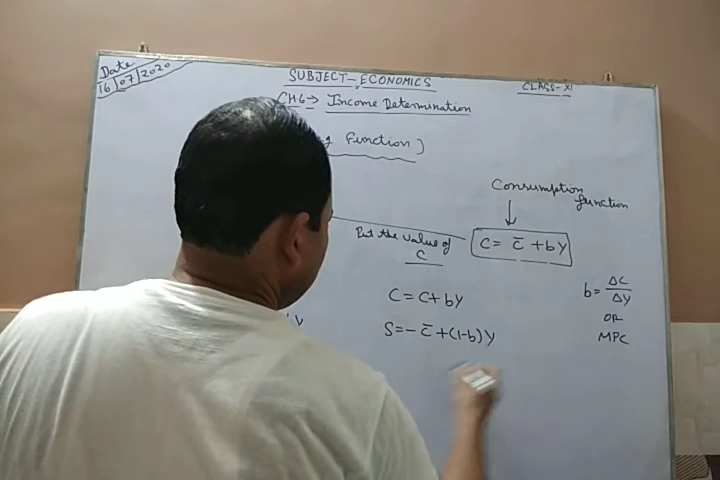 Date
16/07/2020
SUBJECT - ECONOMICS
CLASS - XI
CH6 → Income Determination
Function)
Consumption
function
Put the value of
C
C = C̅ + bY
C = C + bY
b = ΔC/ΔY
OR
MPC
S = - C̅ + (1-b) Y